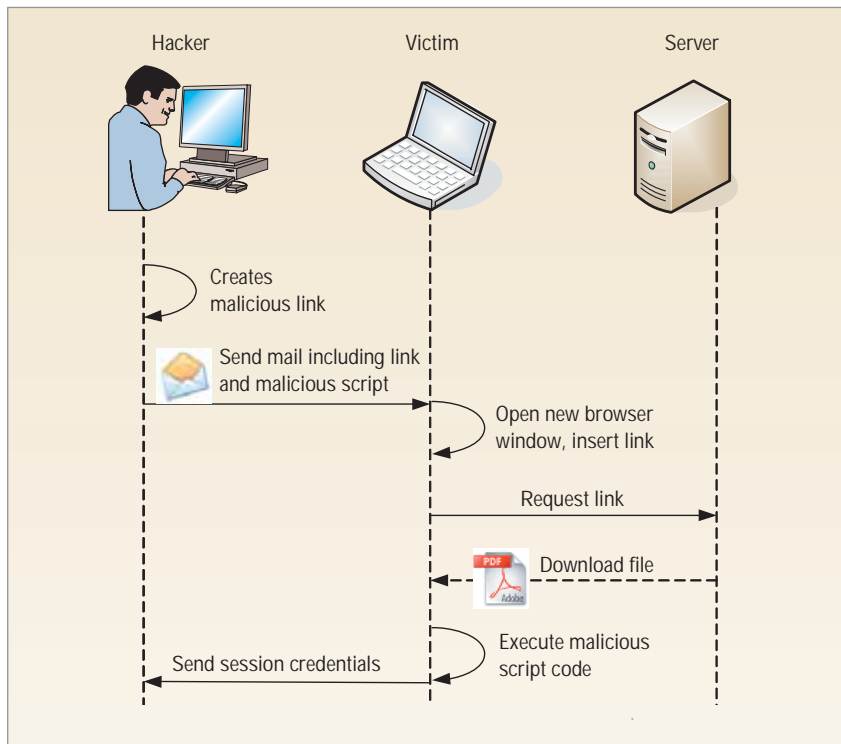 Hacker
Victim
Server
Creates
malicious link
Send mail including link
and malicious script
Open new browser
window, insert link
Request link
PDF
Adobe
Download file
Execute malicious
script code
Send session credentials